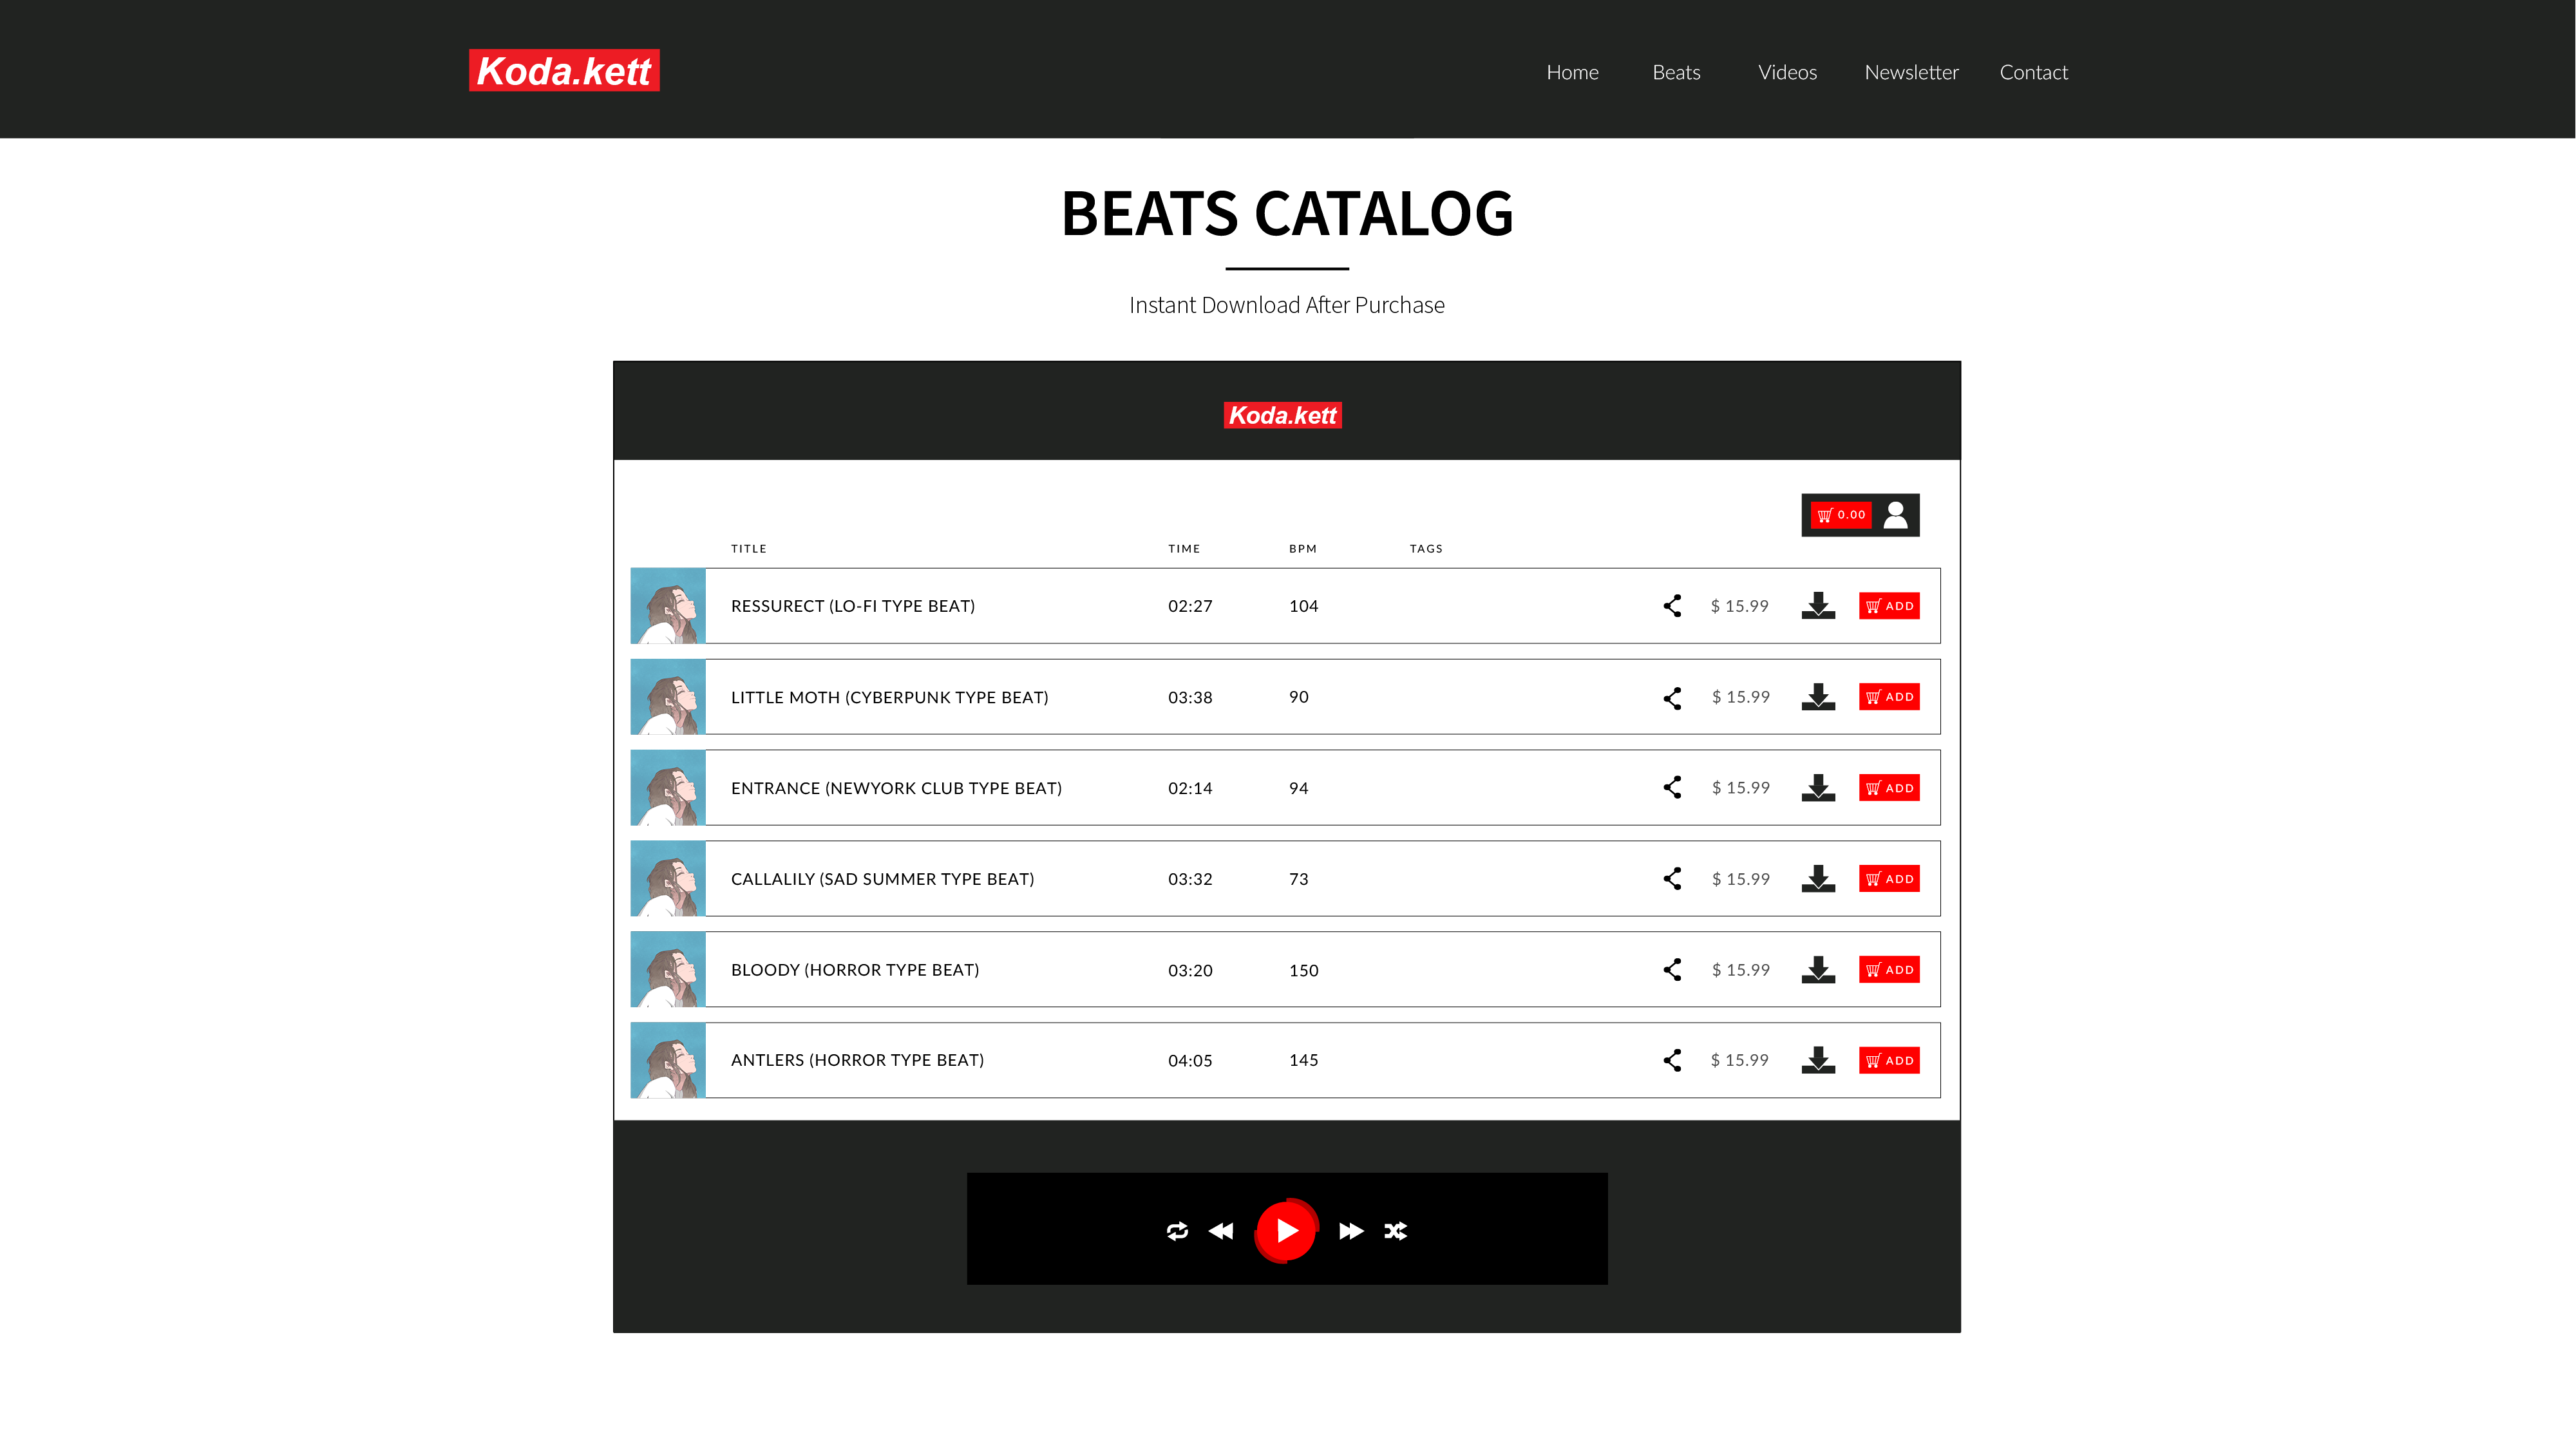 Koda.kett
Home Beats Videos Newsletter Contact
BEATS CATALOG
Instant Download After Purchase
Koda.kett
0.00
TITLE TIME BPM TAGS
RESSURECT (LO-FI TYPE BEAT) 02:27 104 $ 15.99 ADD
LITTLE MOTH (CYBERPUNK TYPE BEAT) 03:38 90 $ 15.99 ADD
ENTRANCE (NEWYORK CLUB TYPE BEAT) 02:14 94 $ 15.99 ADD
CALLALILY (SAD SUMMER TYPE BEAT) 03:32 73 $ 15.99 ADD
BLOODY (HORROR TYPE BEAT) 03:20 150 $ 15.99 ADD
ANTLERS (HORROR TYPE BEAT) 04:05 145 $ 15.99 ADD